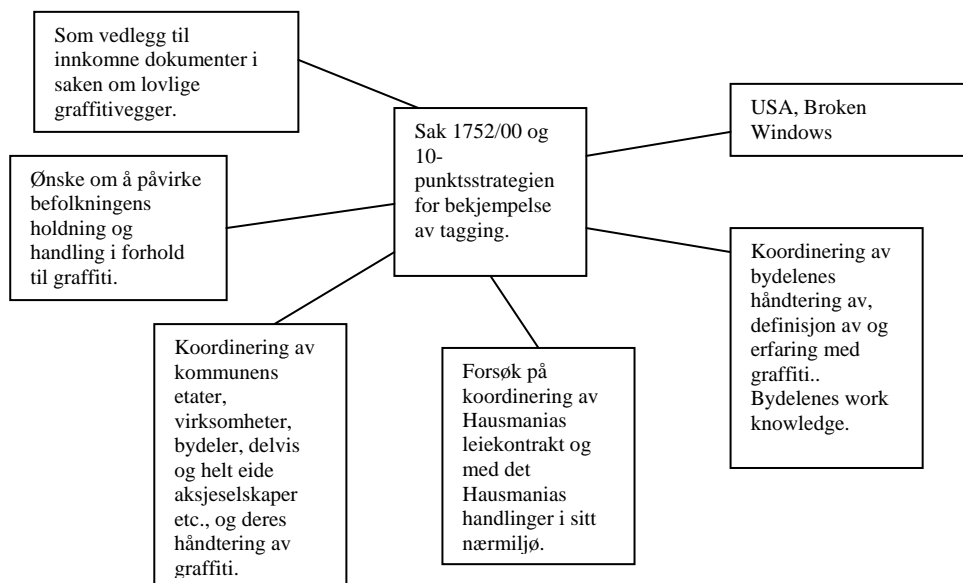 Som vedlegg til
innkomne dokumenter i
saken om lovlige
graffitivegger.
Sak 1752/00 og
10-
punktsstrategien
for bekjempelse
av tagging.
USA, Broken
Windows
Ønske om å påvirke
befolkningens
holdning og
handling i forhold
til graffiti.
Koordinering av
bydelenes
håndtering av,
definisjon av og
erfaring med
graffiti..
Bydelenes work
knowledge.
Koordinering av
kommunens
etater,
virksomheter,
bydeler, delvis
og helt eide
aksjeselskaper
etc., og deres
håndtering av
graffiti.
Forsøk på
koordinering av
Hausmanias
leiekontrakt og
med det
Hausmanias
handlinger i sitt
nærmiljø.